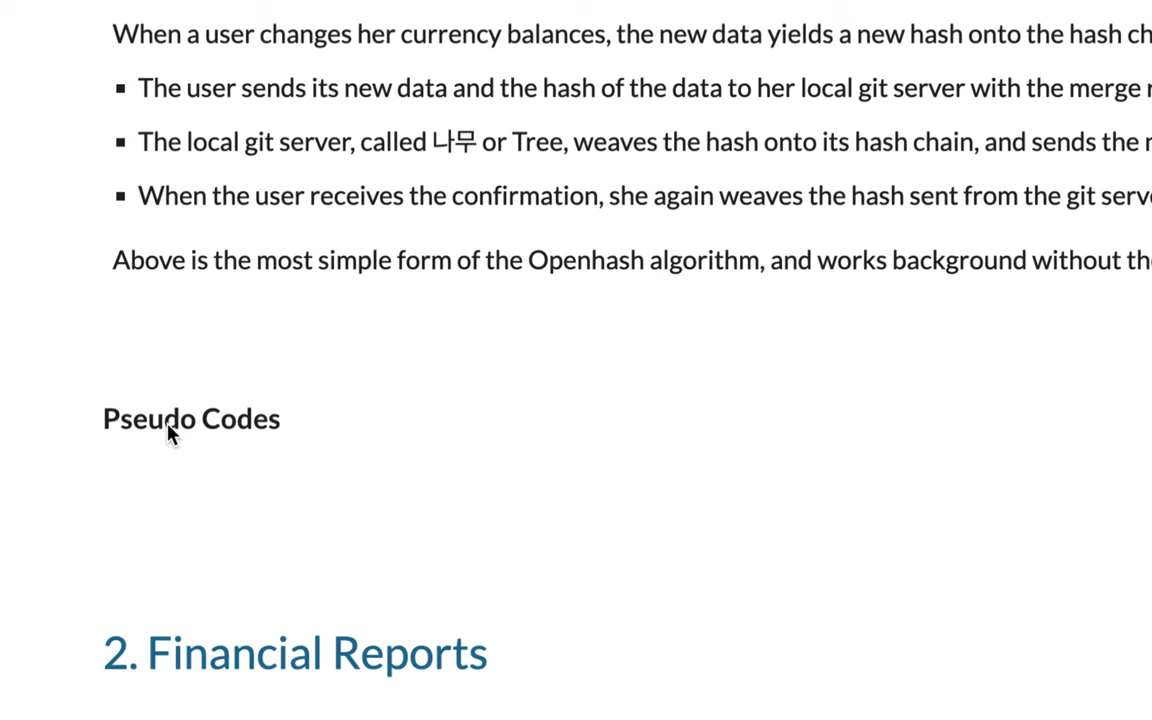 When a user changes her currency balances, the new data yields a new hash onto the hash ch
▪ The user sends its new data and the hash of the data to her local git server with the merge
▪ The local git server, called 나무 or Tree, weaves the hash onto its hash chain, and sends the
▪ When the user receives the confirmation, she again weaves the hash sent from the git serv
Above is the most simple form of the Openhash algorithm, and works background without th
Pseudo Codes
2. Financial Reports